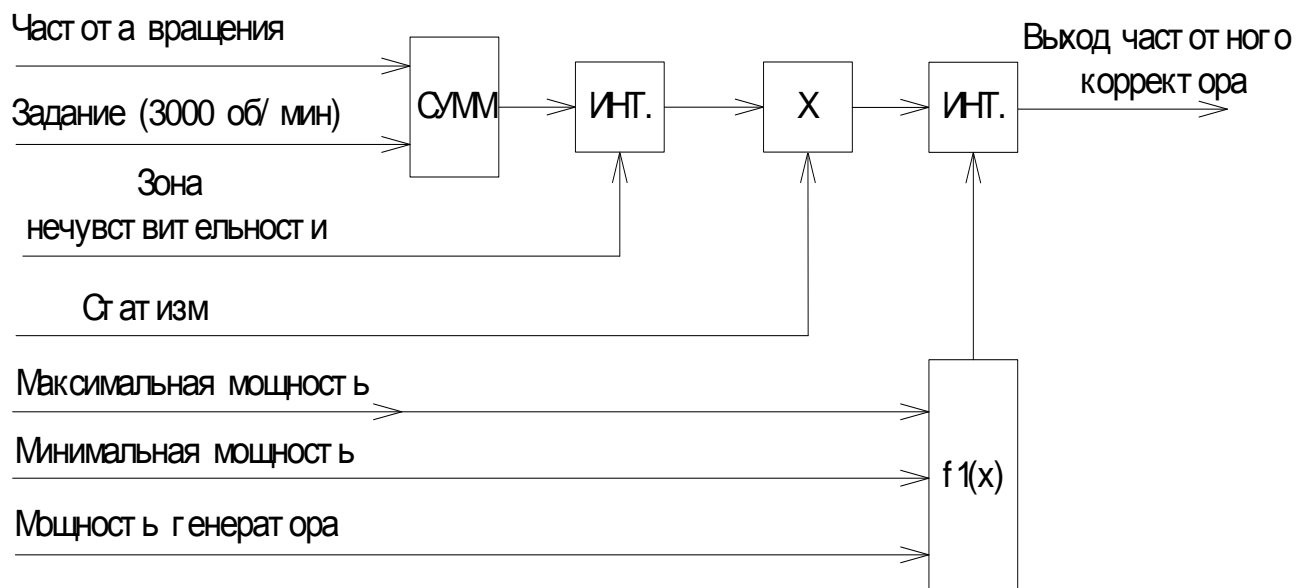 Частота вращения
Задание (3000 об/мин)
Зона
нечувствительности
Статизм
Максимальная мощность
Минимальная мощность
Мощность генератора
СУММ
ИНТ.
X
ИНТ.
f1(x)
Выход частотного
корректора